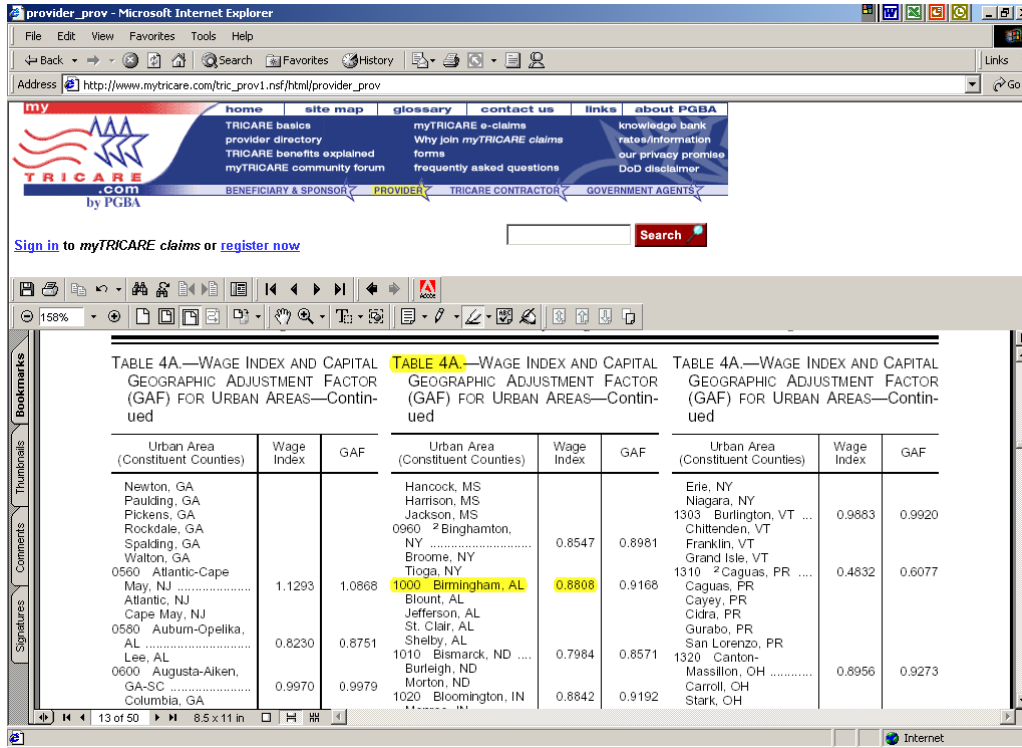 provider_prov - Microsoft Internet Explorer
File Edit View Favorites Tools Help
Back Search Favorites History Links
Address http://www.mytricare.com/tric_prov1.nsf/html/provider_prov Go
my home site map glossary contact us links about PGBA
TRICARE basics myTRICARE e-claims knowledge bank
provider directory Why join myTRICARE claims rates/information
TRICARE benefits explained forms our privacy promise
myTRICARE community forum frequently asked questions DoD disclaimer
TRICARE
.com BENEFICIARY & SPONSOR PROVIDER TRICARE CONTRACTOR GOVERNMENT AGENTS
by PGBA
Search
Sign in to myTRICARE claims or register now
Adobe
158%
Bookmarks
Thumbnails
Comments
Signatures
TABLE 4A.—WAGE INDEX AND CAPITAL
GEOGRAPHIC ADJUSTMENT FACTOR
(GAF) FOR URBAN AREAS—Contin-
ued
Urban Area Wage GAF
(Constituent Counties) Index
Newton, GA
Paulding, GA
Pickens, GA
Rockdale, GA
Spalding, GA
Walton, GA
0560 Atlantic-Cape
May, NJ .................... 1.1293 1.0868
Atlantic, NJ
Cape May, NJ
0580 Auburn-Opelika,
AL ........................... 0.8230 0.8751
Lee, AL
0600 Augusta-Aiken,
GA-SC .................... 0.9970 0.9979
Columbia, GA
TABLE 4A.—WAGE INDEX AND CAPITAL
GEOGRAPHIC ADJUSTMENT FACTOR
(GAF) FOR URBAN AREAS—Contin-
ued
Urban Area Wage GAF
(Constituent Counties) Index
Hancock, MS
Harrison, MS
Jackson, MS
0960 2 Binghamton,
NY ........................... 0.8547 0.8981
Broome, NY
Tioga, NY
1000 Birmingham, AL 0.8808 0.9168
Blount, AL
Jefferson, AL
St. Clair, AL
Shelby, AL
1010 Bismarck, ND .... 0.7984 0.8571
Burleigh, ND
Morton, ND
1020 Bloomington, IN 0.8842 0.9192
TABLE 4A.—WAGE INDEX AND CAPITAL
GEOGRAPHIC ADJUSTMENT FACTOR
(GAF) FOR URBAN AREAS—Contin-
ued
Urban Area Wage GAF
(Constituent Counties) Index
Erie, NY
Niagara, NY
1303 Burlington, VT ... 0.9883 0.9920
Chittenden, VT
Franklin, VT
Grand Isle, VT
1310 2 Caguas, PR .... 0.4832 0.6077
Caguas, PR
Cayey, PR
Cidra, PR
Gurabo, PR
San Lorenzo, PR
1320 Canton-
Massillon, OH ........... 0.8956 0.9273
Carroll, OH
Stark, OH
13 of 50 8.5 x 11 in
Internet